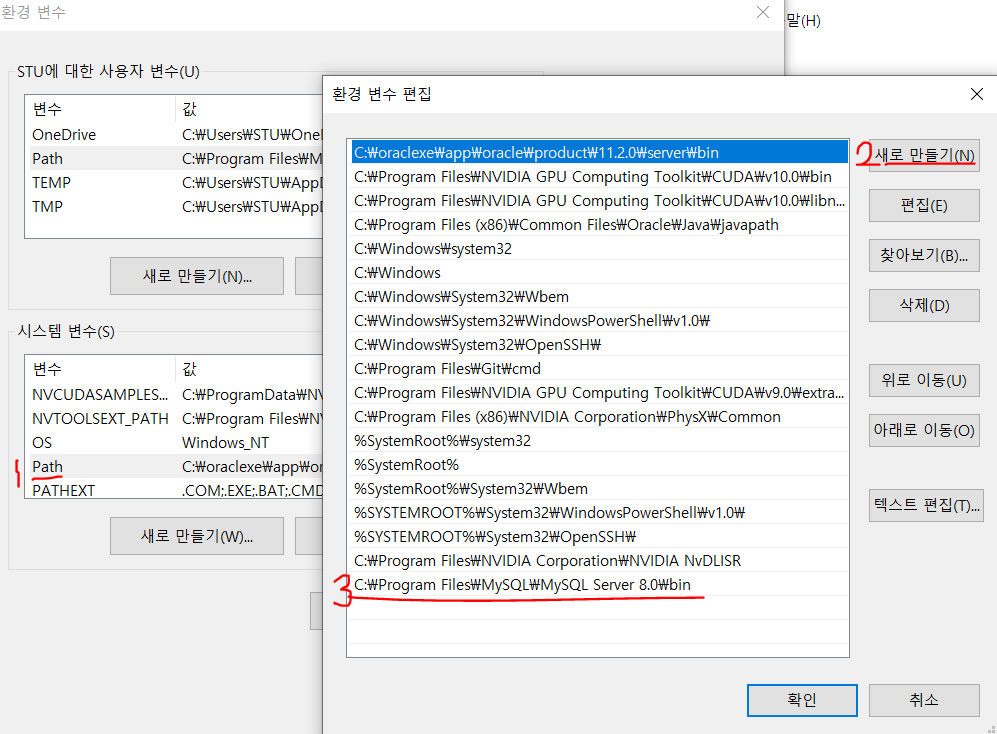 환경 변수
말(H)
STU에 대한 사용자 변수(U)
변수 값
OneDrive C:₩Users₩STU₩OneD
Path C:₩Program Files₩M
TEMP C:₩Users₩STU₩AppD
TMP C:₩Users₩STU₩AppD
새로 만들기(N)...
시스템 변수(S)
변수 값
NVCUDASAMPLES... C:₩ProgramData₩NV
NVTOOLSEXT_PATH C:₩Program Files₩NV
OS Windows_NT
1 Path C:₩oraclexe₩app₩or
PATHEXT .COM;.EXE;.BAT;.CMD
새로 만들기(W)...
환경 변수 편집
C:₩oraclexe₩app₩oracle₩product₩11.2.0₩server₩bin
C:₩Program Files₩NVIDIA GPU Computing Toolkit₩CUDA₩v10.0₩bin
C:₩Program Files₩NVIDIA GPU Computing Toolkit₩CUDA₩v10.0₩libn...
C:₩Program Files (x86)₩Common Files₩Oracle₩Java₩javapath
C:₩Windows₩system32
C:₩Windows
C:₩Windows₩System32₩Wbem
C:₩Windows₩System32₩WindowsPowerShell₩v1.0₩
C:₩Windows₩System32₩OpenSSH₩
C:₩Program Files₩Git₩cmd
C:₩Program Files₩NVIDIA GPU Computing Toolkit₩CUDA₩v9.0₩extra...
C:₩Program Files (x86)₩NVIDIA Corporation₩PhysX₩Common
%SystemRoot%₩system32
%SystemRoot%
%SystemRoot%₩System32₩Wbem
%SYSTEMROOT%₩System32₩WindowsPowerShell₩v1.0₩
%SYSTEMROOT%₩System32₩OpenSSH₩
C:₩Program Files₩NVIDIA Corporation₩NVIDIA NvDLISR
3 C:₩Program Files₩MySQL₩MySQL Server 8.0₩bin
2 새로 만들기(N)
편집(E)
찾아보기(B)...
삭제(D)
위로 이동(U)
아래로 이동(O)
텍스트 편집(T)...
확인
취소